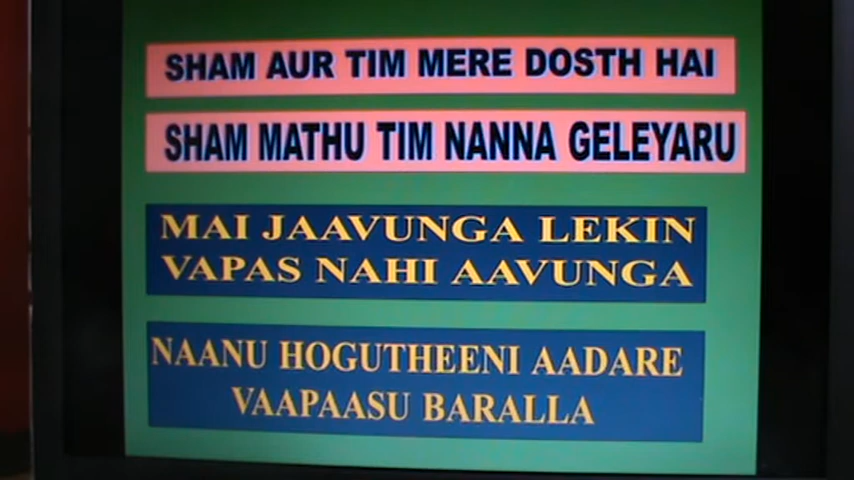 SHAM AUR TIM MERE DOSTH HAI
SHAM MATHU TIM NANNA GELEYARU
MAI JAAVUNGA LEKIN
VAPAS NAHI AAVUNGA
NAANU HOGUTHEENI AADARE
VAAPAASU BARALLA